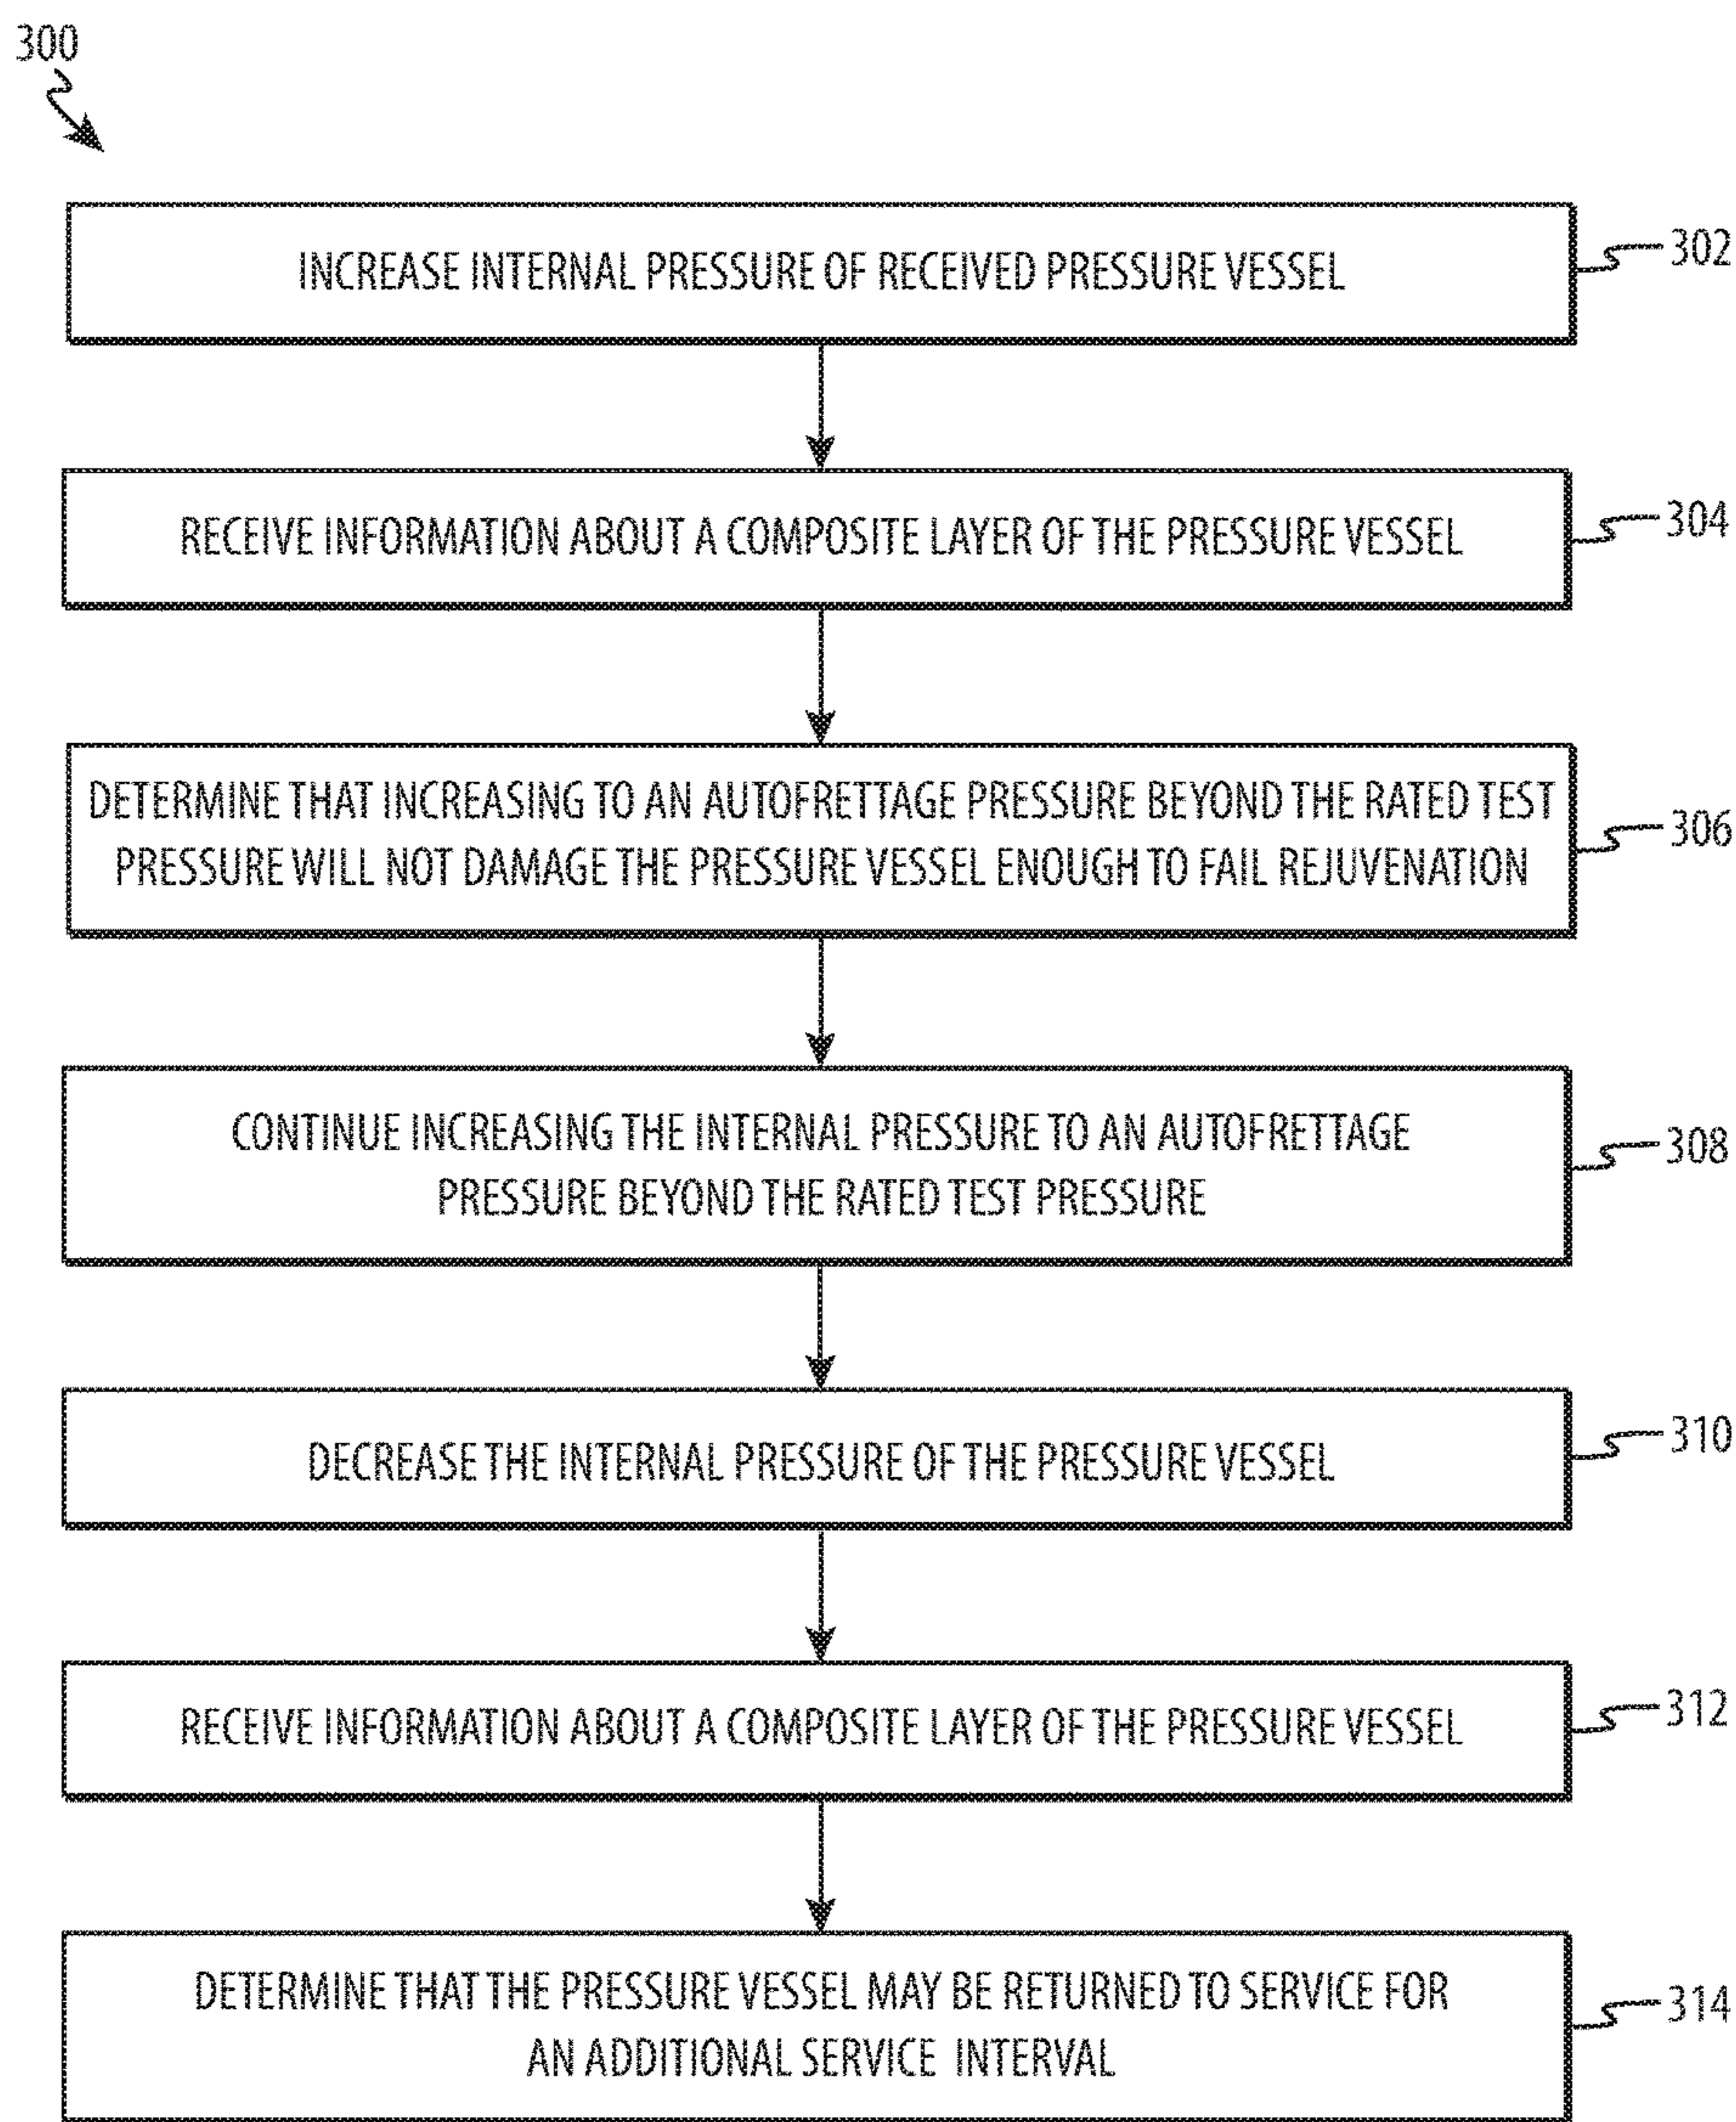 300
INCREASE INTERNAL PRESSURE OF RECEIVED PRESSURE VESSEL
302
RECEIVE INFORMATION ABOUT A COMPOSITE LAYER OF THE PRESSURE VESSEL
304
DETERMINE THAT INCREASING TO AN AUTOFRETTAGE PRESSURE BEYOND THE RATED TEST
PRESSURE WILL NOT DAMAGE THE PRESSURE VESSEL ENOUGH TO FAIL REJUVENATION
306
CONTINUE INCREASING THE INTERNAL PRESSURE TO AN AUTOFRETTAGE
PRESSURE BEYOND THE RATED TEST PRESSURE
308
DECREASE THE INTERNAL PRESSURE OF THE PRESSURE VESSEL
310
RECEIVE INFORMATION ABOUT A COMPOSITE LAYER OF THE PRESSURE VESSEL
312
DETERMINE THAT THE PRESSURE VESSEL MAY BE RETURNED TO SERVICE FOR
AN ADDITIONAL SERVICE INTERVAL
314